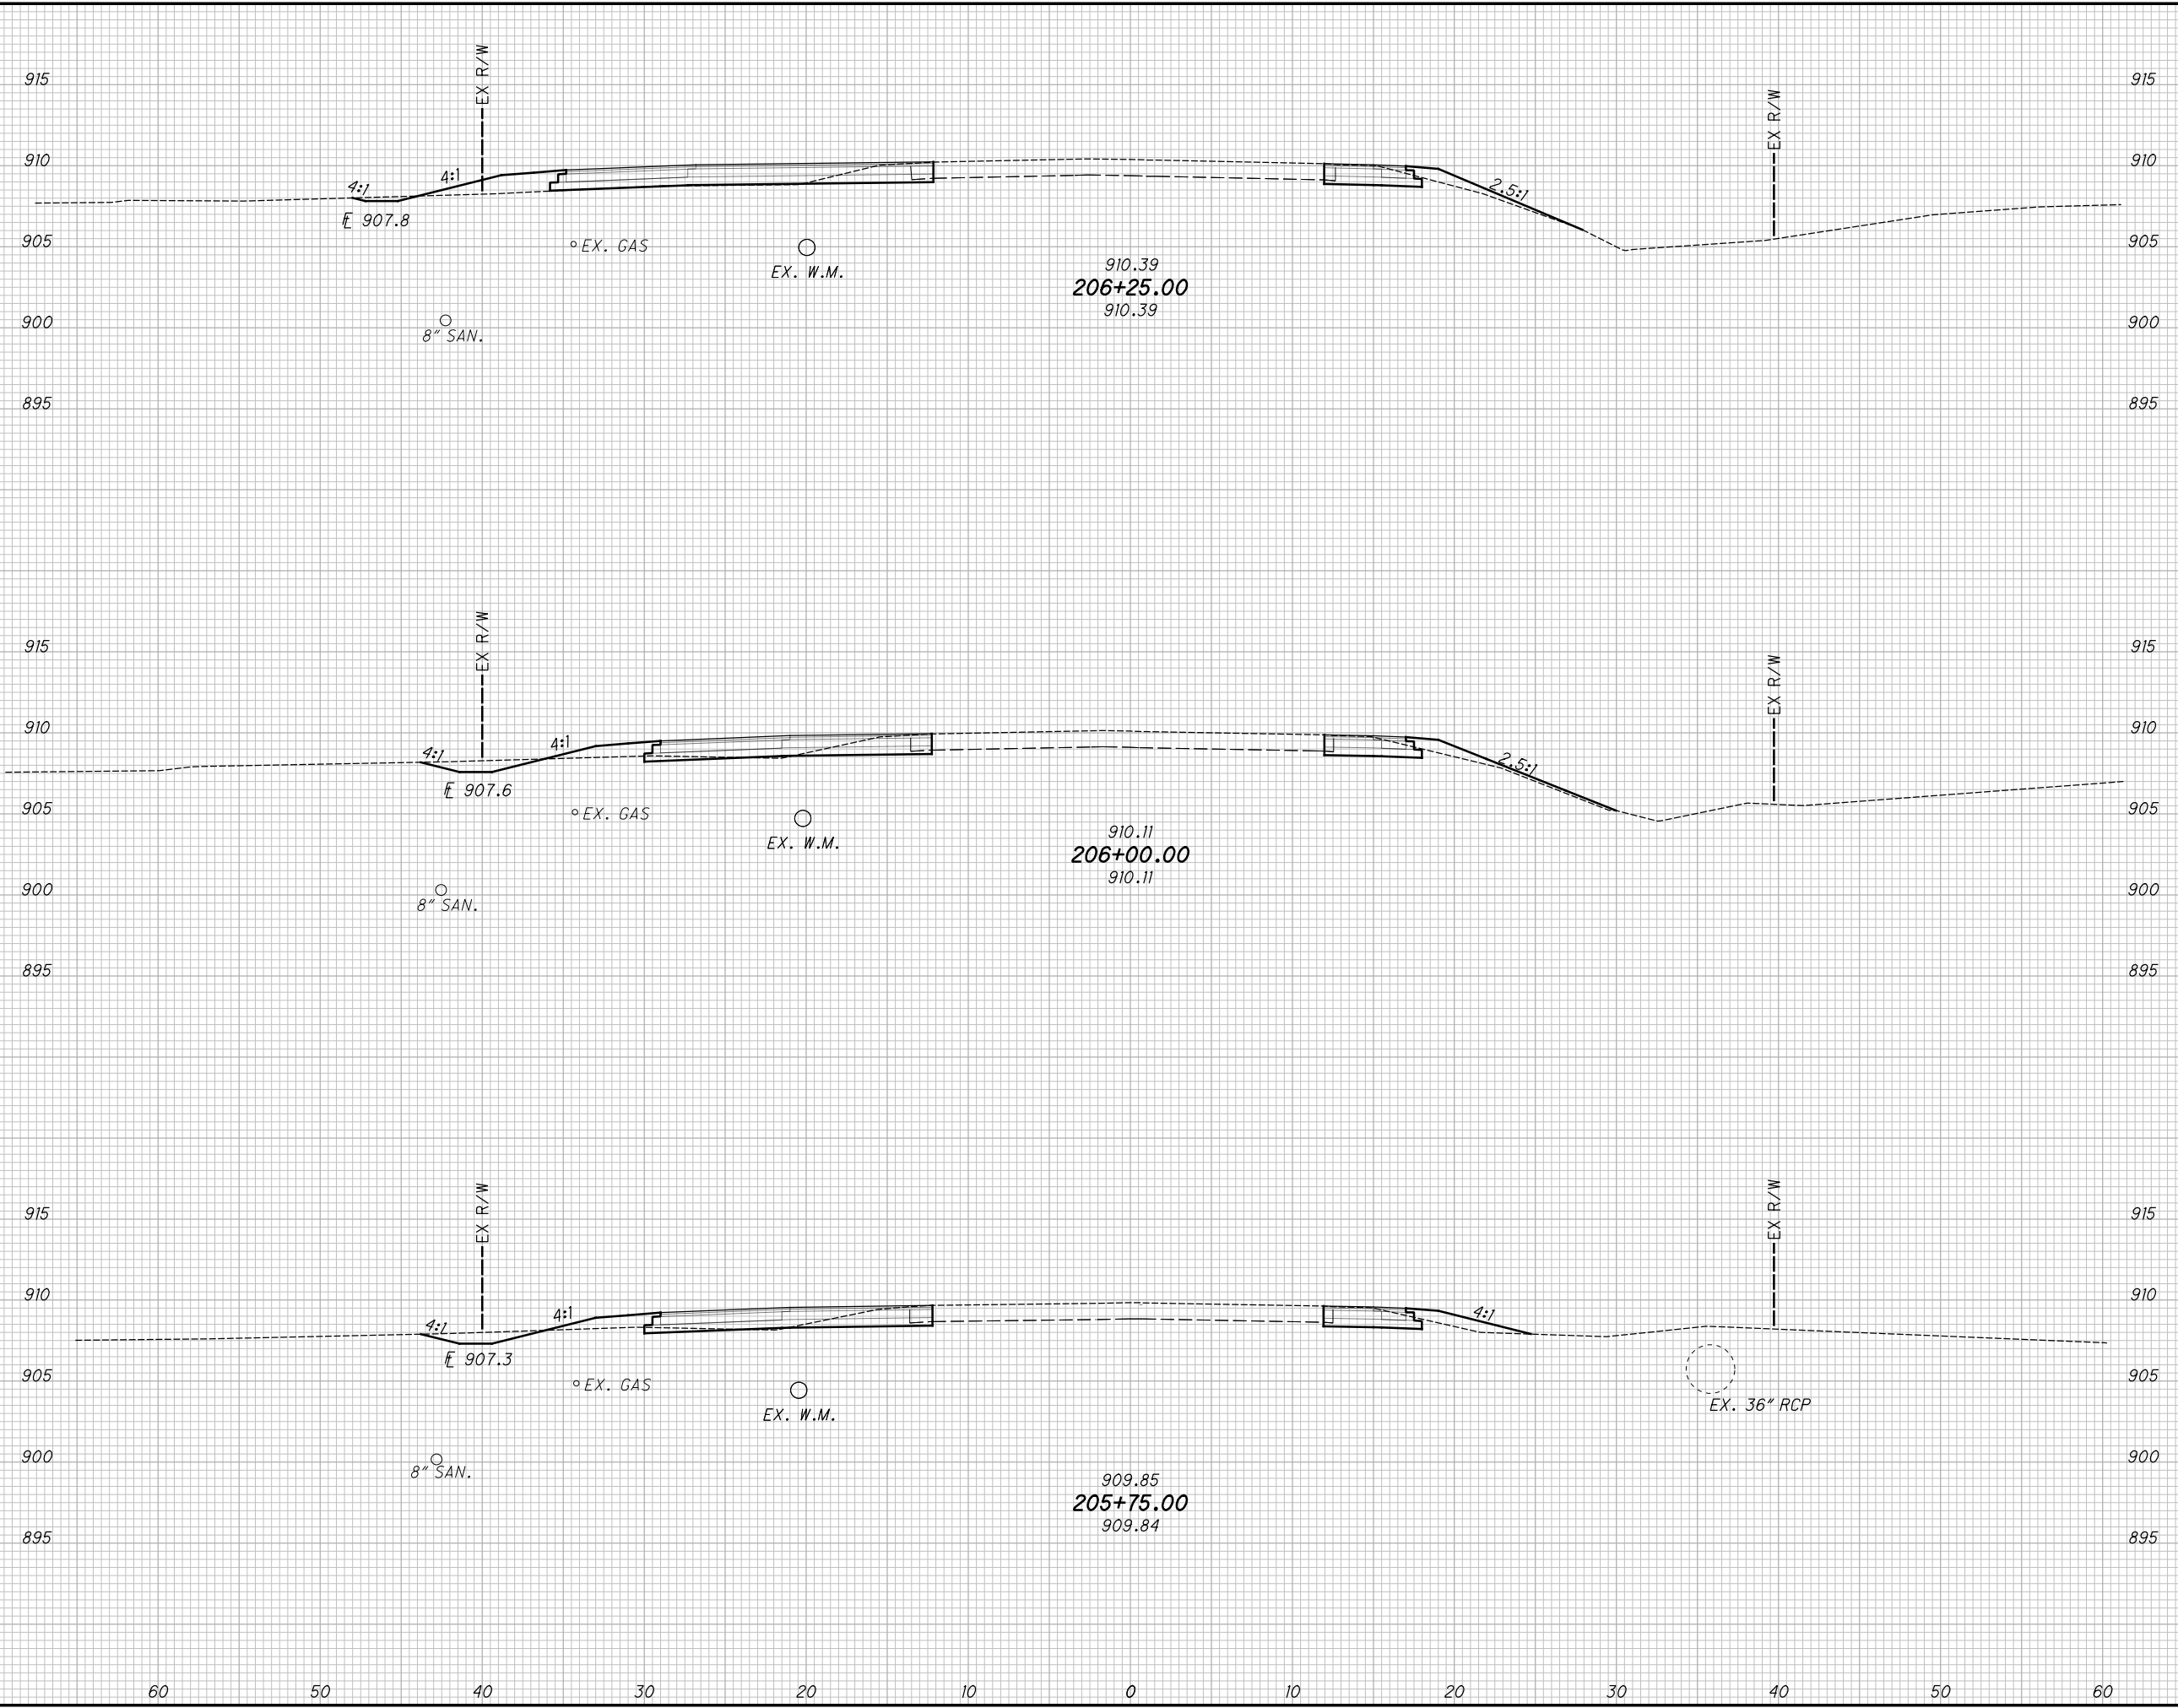 EX R/W
EX R/W
915 915
910 910
4:1 4:1 2.5:1
℄ 907.8
905 905
EX. GAS
EX. W.M.
910.39
206+25.00
910.39
900 900
8" SAN.
895 895
EX R/W
EX R/W
915 915
910 910
4:1 4:1 2.5:1
℄ 907.6
905 905
EX. GAS
EX. W.M.
910.11
206+00.00
910.11
900 900
8" SAN.
895 895
EX R/W
EX R/W
915 915
910 910
4:1 4:1 4:1
℄ 907.3
905 905
EX. GAS
EX. W.M.
EX. 36" RCP
900 900
8" SAN.
909.85
205+75.00
909.84
895 895
60 50 40 30 20 10 0 10 20 30 40 50 60